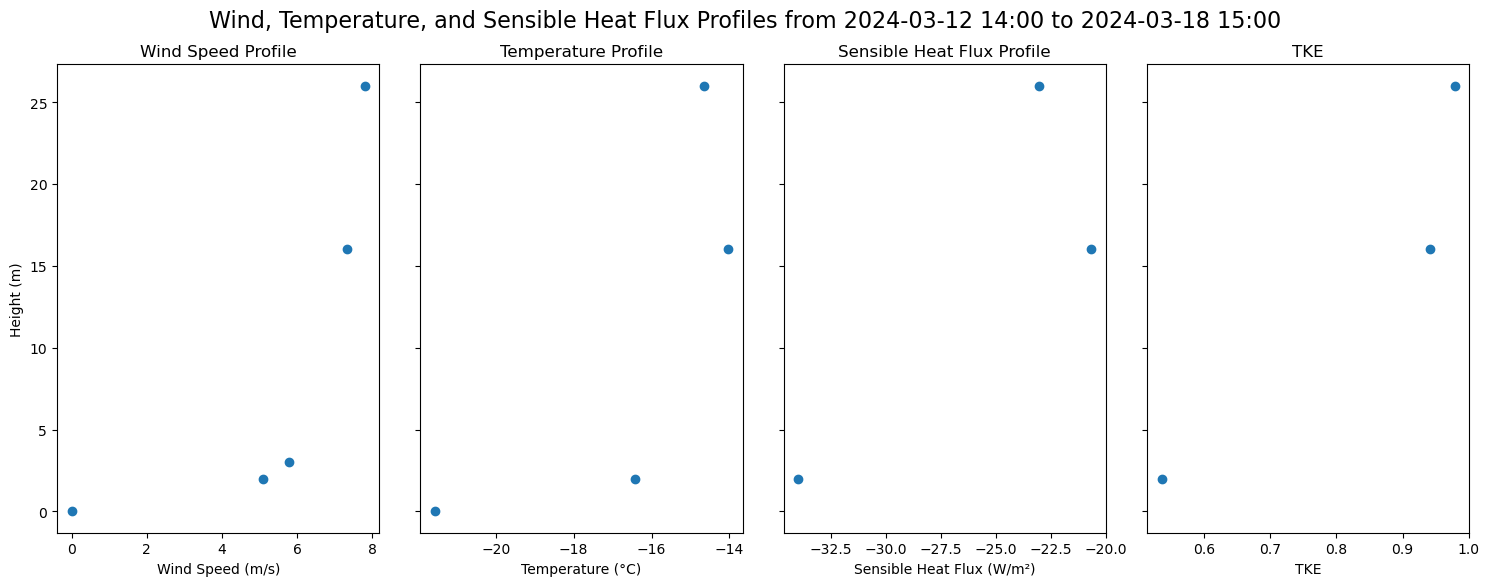 Wind, Temperature, and Sensible Heat Flux Profiles from 2024-03-12 14:00 to 2024-03-18 15:00
Wind Speed Profile
Temperature Profile
Sensible Heat Flux Profile
TKE
25
20
15
10
5
0
Height (m)
0 2 4 6 8
−20 −18 −16 −14
−32.5 −30.0 −27.5 −25.0 −22.5 −20.0
0.6 0.7 0.8 0.9 1.0
Wind Speed (m/s)
Temperature (°C)
Sensible Heat Flux (W/m²)
TKE